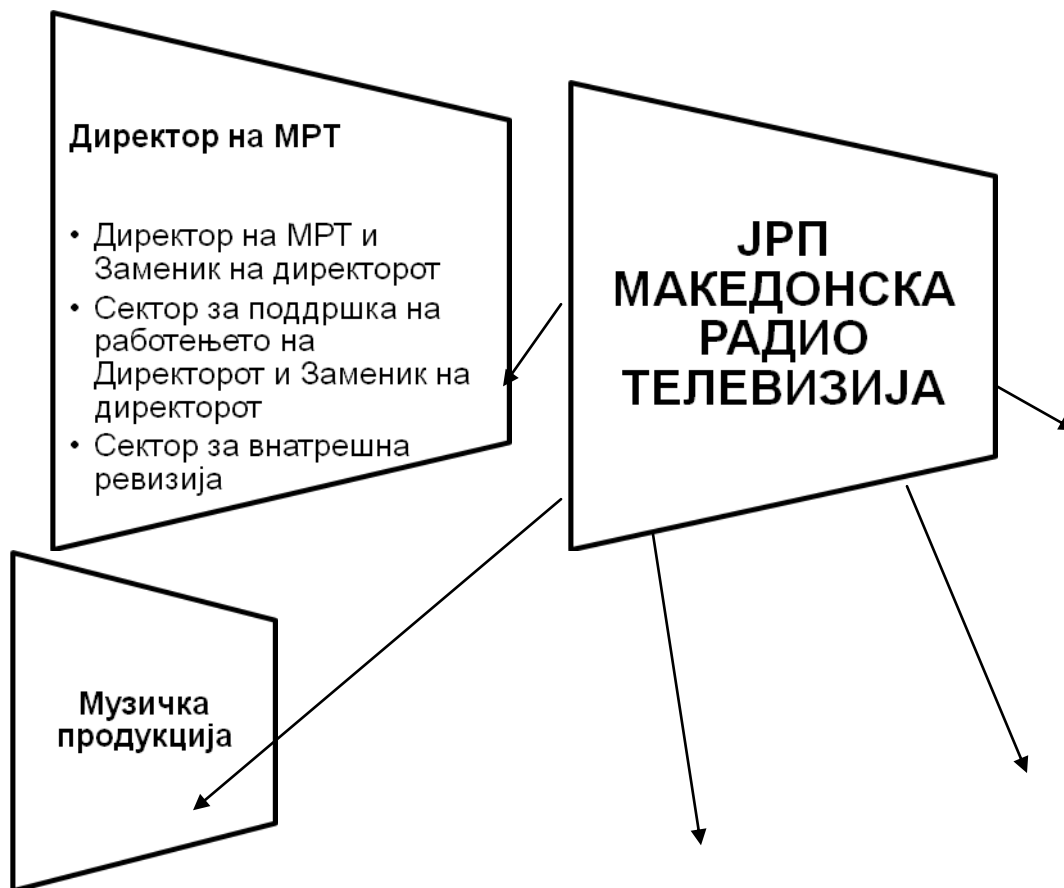 Директор на МРТ
• Директор на МРТ и
Заменик на директорот
• Сектор за поддршка на
работењето на
Директорот и Заменик на
директорот
• Сектор за внатрешна
ревизија
ЈРП
МАКЕДОНСКА
РАДИО
ТЕЛЕВИЗИЈА
Музичка
продукција